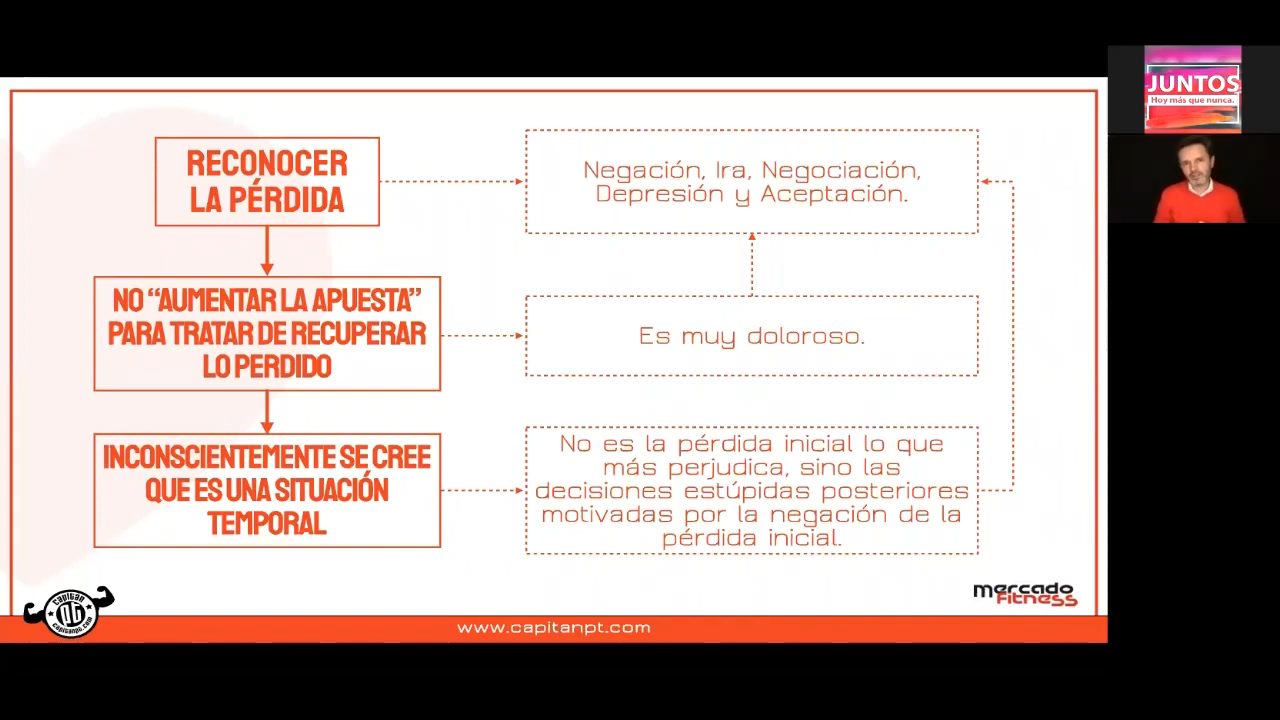 RECONOCER
LA PÉRDIDA
Negación, Ira, Negociación,
Depresión y Aceptación.
NO “AUMENTAR LA APUESTA”
PARA TRATAR DE RECUPERAR
LO PERDIDO
Es muy doloroso.
INCONSCIENTEMENTE SE CREE
QUE ES UNA SITUACIÓN
TEMPORAL
No es la pérdida inicial lo que
más perjudica, sino las
decisiones estúpidas posteriores
motivadas por la negación de la
pérdida inicial.
capitan
capitanpt.com
mercado
fitness
www.capitanpt.com
JUNTOS
Hoy más que nunca.